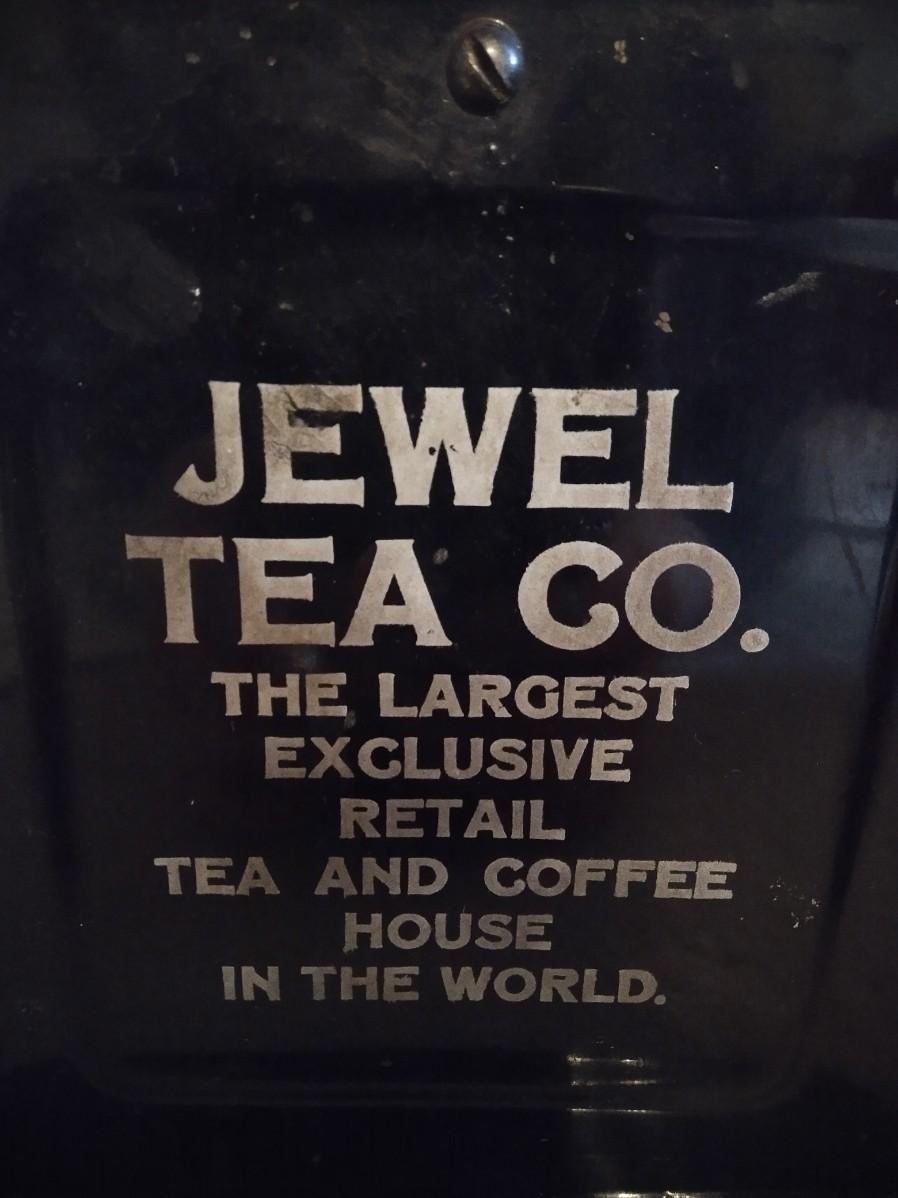 JEWEL
TEA CO.
THE LARGEST
EXCLUSIVE
RETAIL
TEA AND COFFEE
HOUSE
IN THE WORLD.